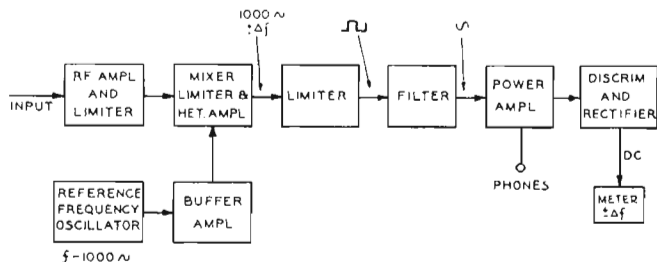 1000 ~
± Δf
INPUT
RF AMPL
AND
LIMITER
MIXER
LIMITER &
HET. AMPL
LIMITER
FILTER
POWER
AMPL
DISCRIM
AND
RECTIFIER
PHONES
DC
METER
± Δf
REFERENCE
FREQUENCY
OSCILLATOR
BUFFER
AMPL
f-1000 ~